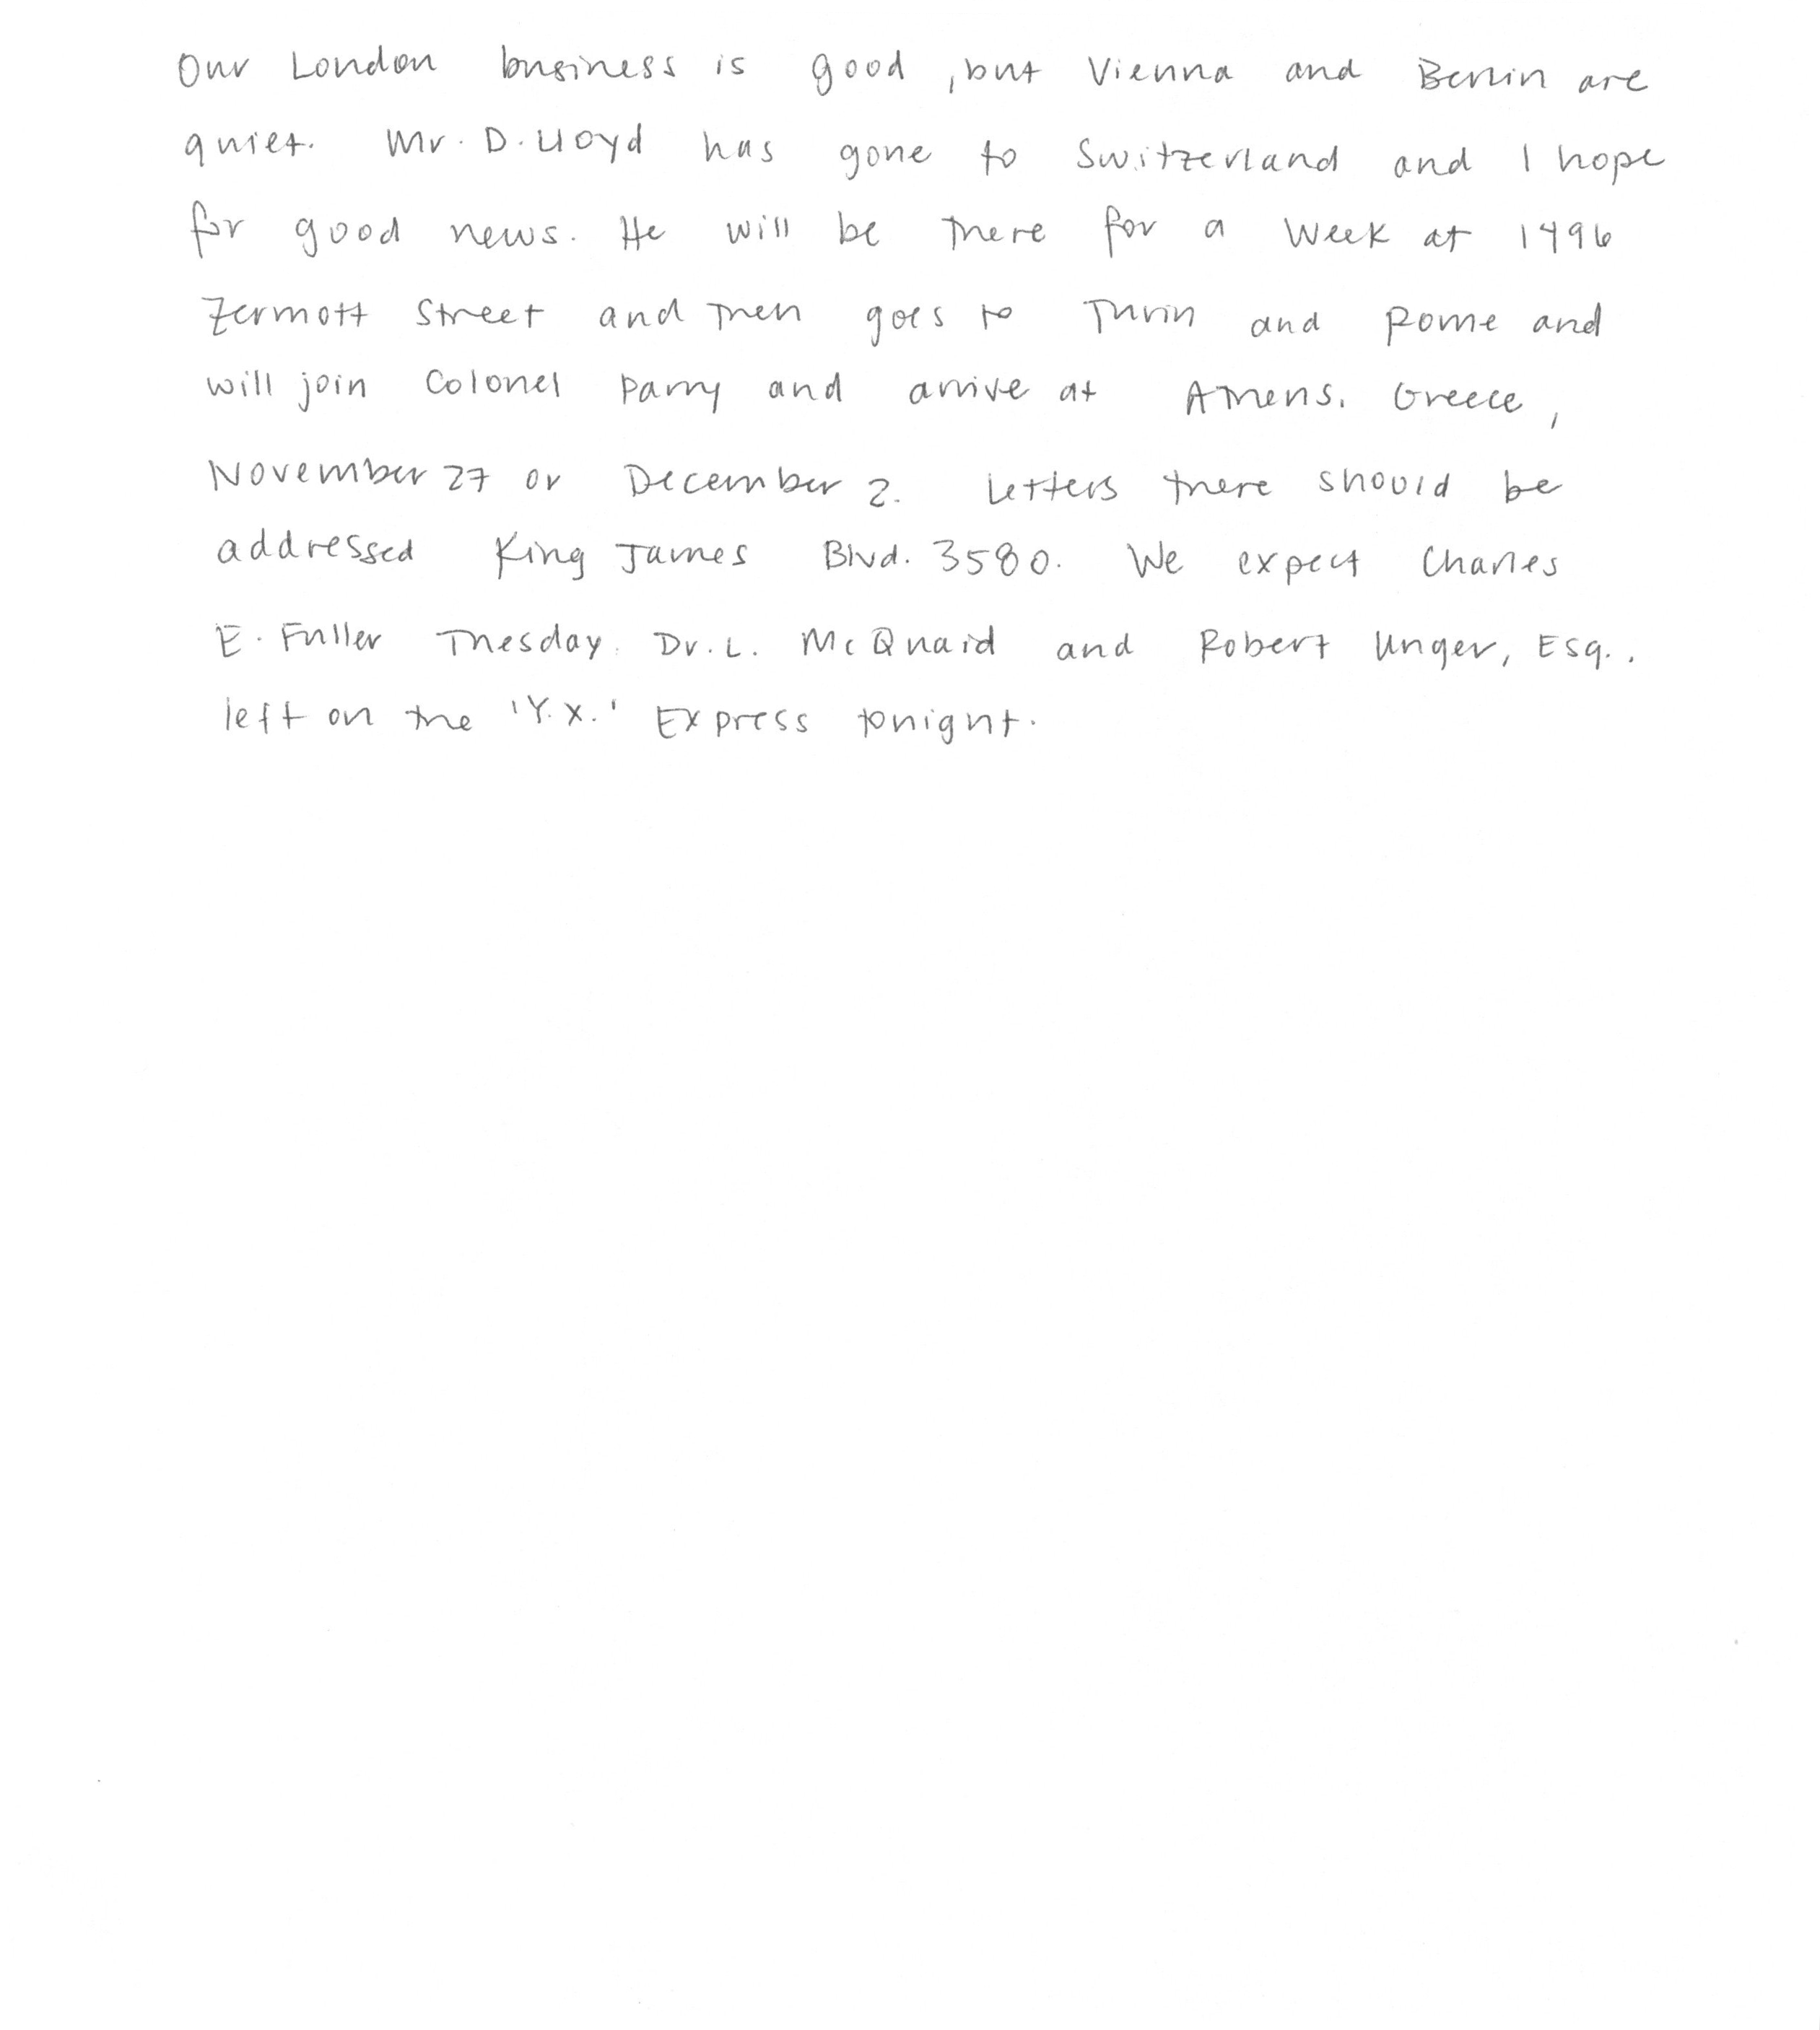 Our London business is good, but Vienna and Berlin are
quiet. Mr. D. Lloyd has gone to Switzerland and I hope
for good news. He will be there for a week at 1496
Zermott Street and then goes to Turin and Rome and
will join Colonel Parry and arrive at Athens. Greece,
November 27 or December 2. Letters there should be
addressed King James Blvd. 3580. We expect Charles
E. Fuller Tuesday. Dr. L. McQuaid and Robert Unger, Esq..
left on the 'Y.X.' Express tonight.